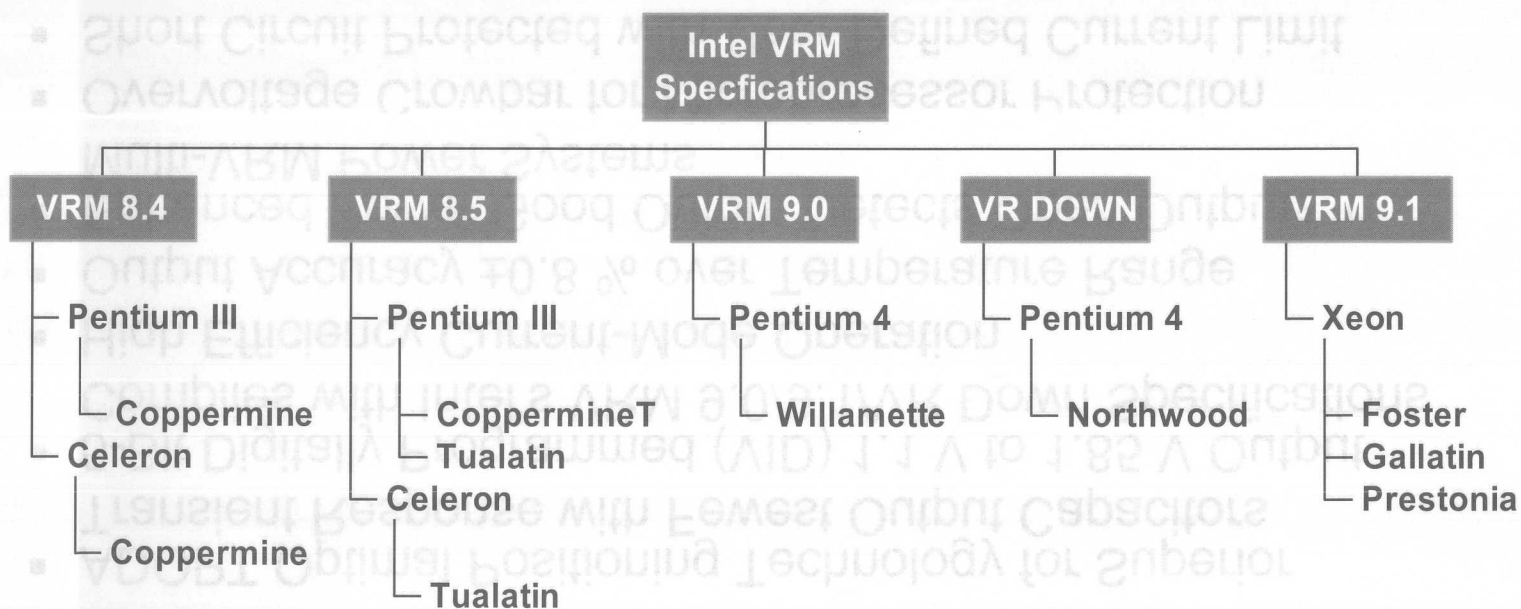 Intel VRM
Specfications
VRM 8.4
Pentium III
Coppermine
Celeron
Coppermine
VRM 8.5
Pentium III
CoppermineT
Tualatin
Celeron
Tualatin
VRM 9.0
Pentium 4
Willamette
VR DOWN
Pentium 4
Northwood
VRM 9.1
Xeon
Foster
Gallatin
Prestonia